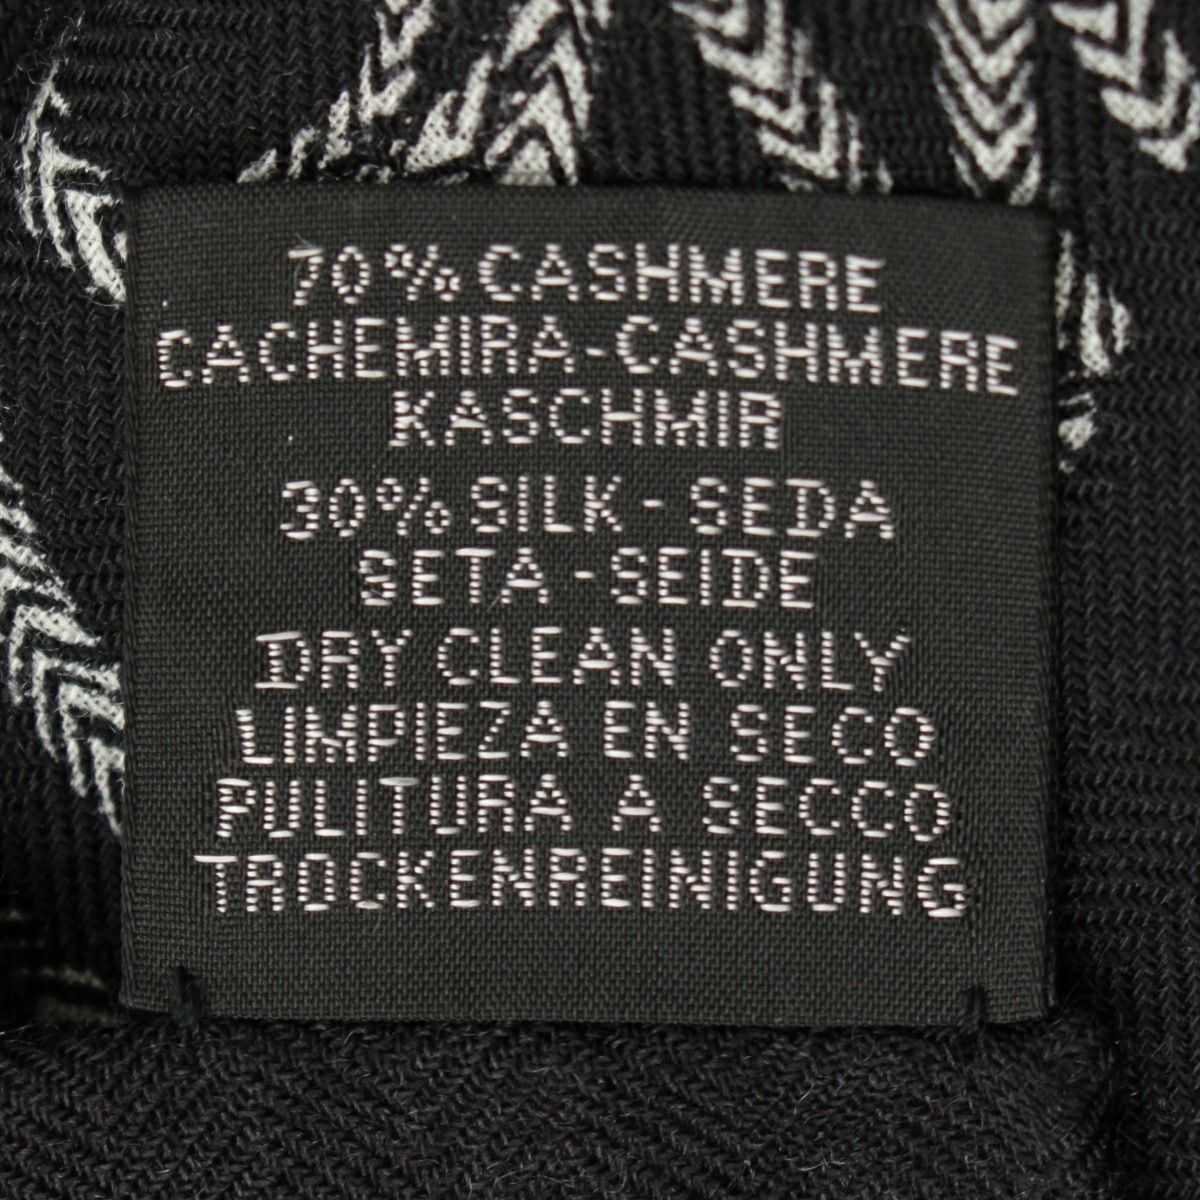 70% CASHMERE
CACHEMIRA-CASHMERE
KASCHMIR
30% SILK - SEDA
SETA - SEIDE
DRY CLEAN ONLY
LIMPIEZA EN SECO
PULITURA A SECCO
TROCKENREINIGUNG